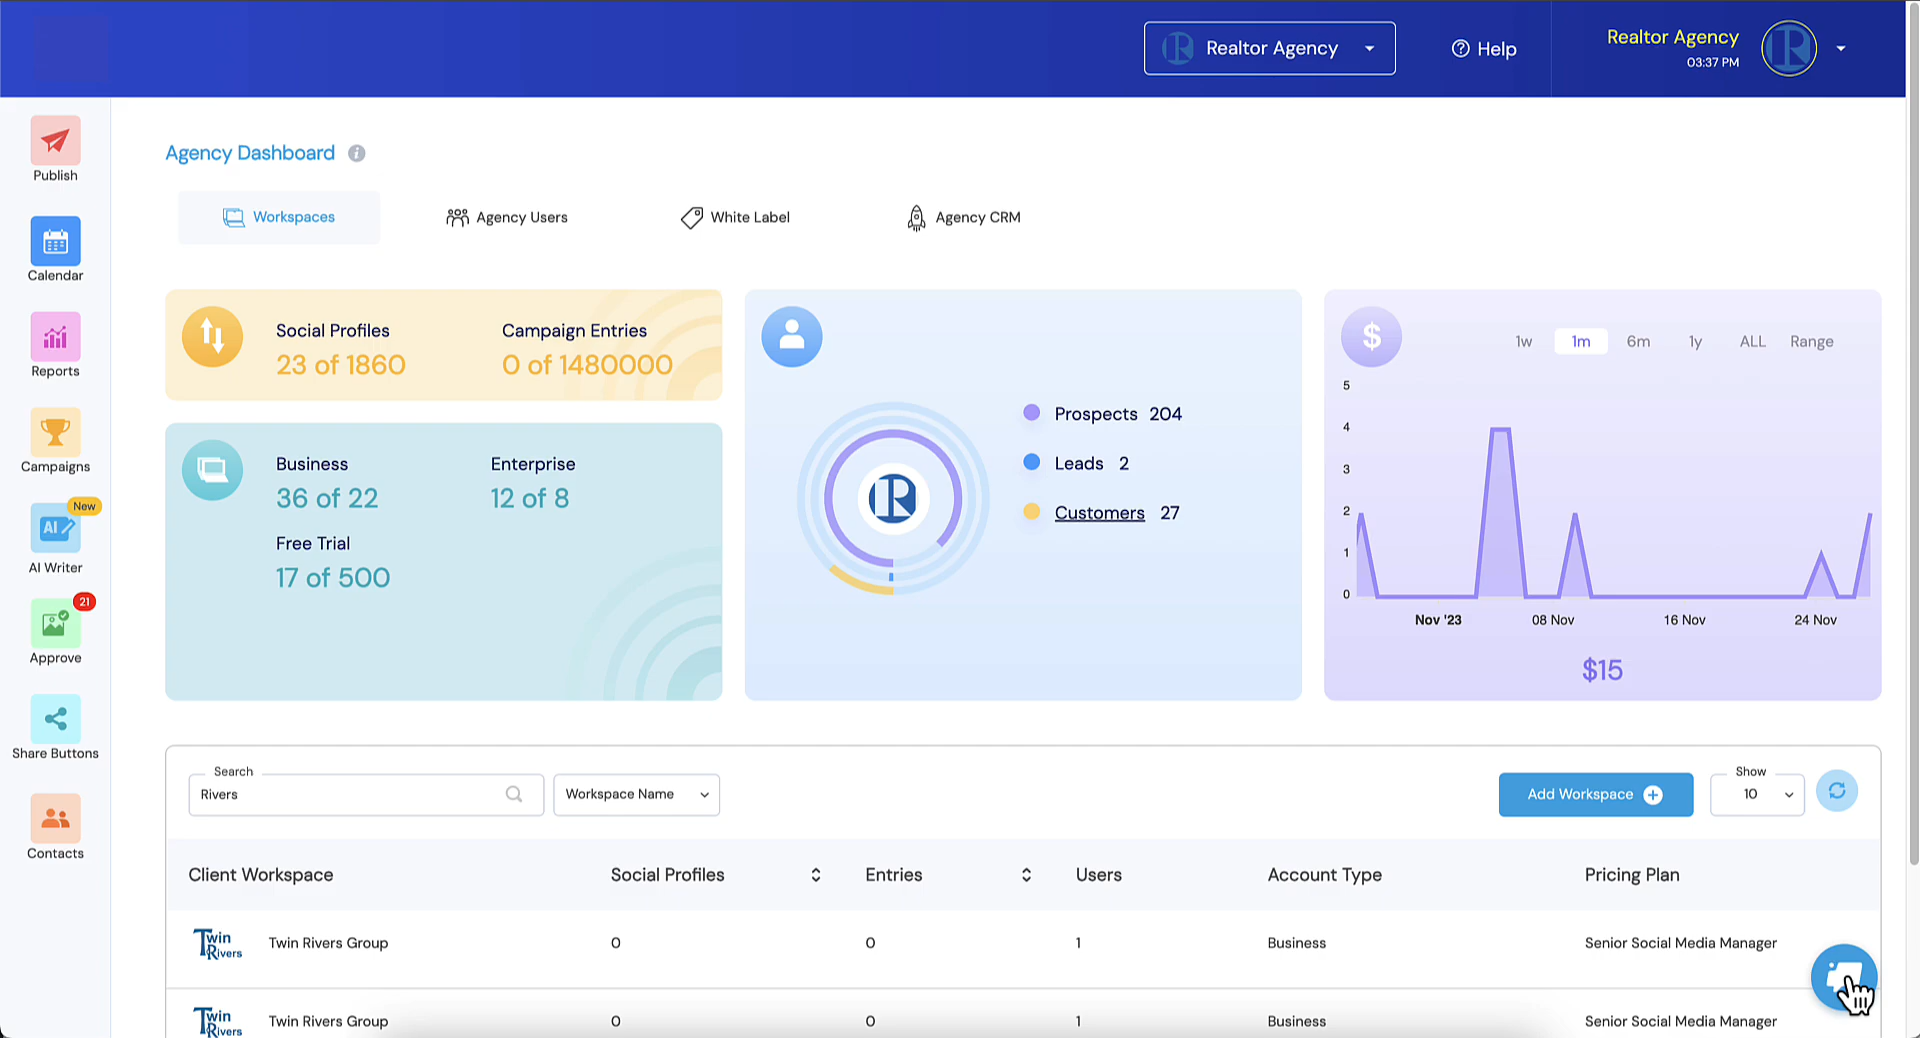 Realtor Agency
Help
Realtor Agency
03:37 PM
Publish
Calendar
Reports
Campaigns
New
AI
AI Writer
21
Approve
Share Buttons
Contacts
Agency Dashboard
Workspaces
Agency Users
White Label
Agency CRM
Social Profiles
23 of 1860
Campaign Entries
0 of 1480000
Business
36 of 22
Enterprise
12 of 8
Free Trial
17 of 500
Prospects 204
Leads 2
Customers 27
$
1w 1m 6m 1y ALL Range
5
4
3
2
1
0
Nov '23 08 Nov 16 Nov 24 Nov
$15
Search
Rivers
Workspace Name
Add Workspace
Show
10
Client Workspace Social Profiles Entries Users Account Type Pricing Plan
Twin Rivers Twin Rivers Group 0 0 1 Business Senior Social Media Manager
Twin Rivers Twin Rivers Group 0 0 1 Business Senior Social Media Manager